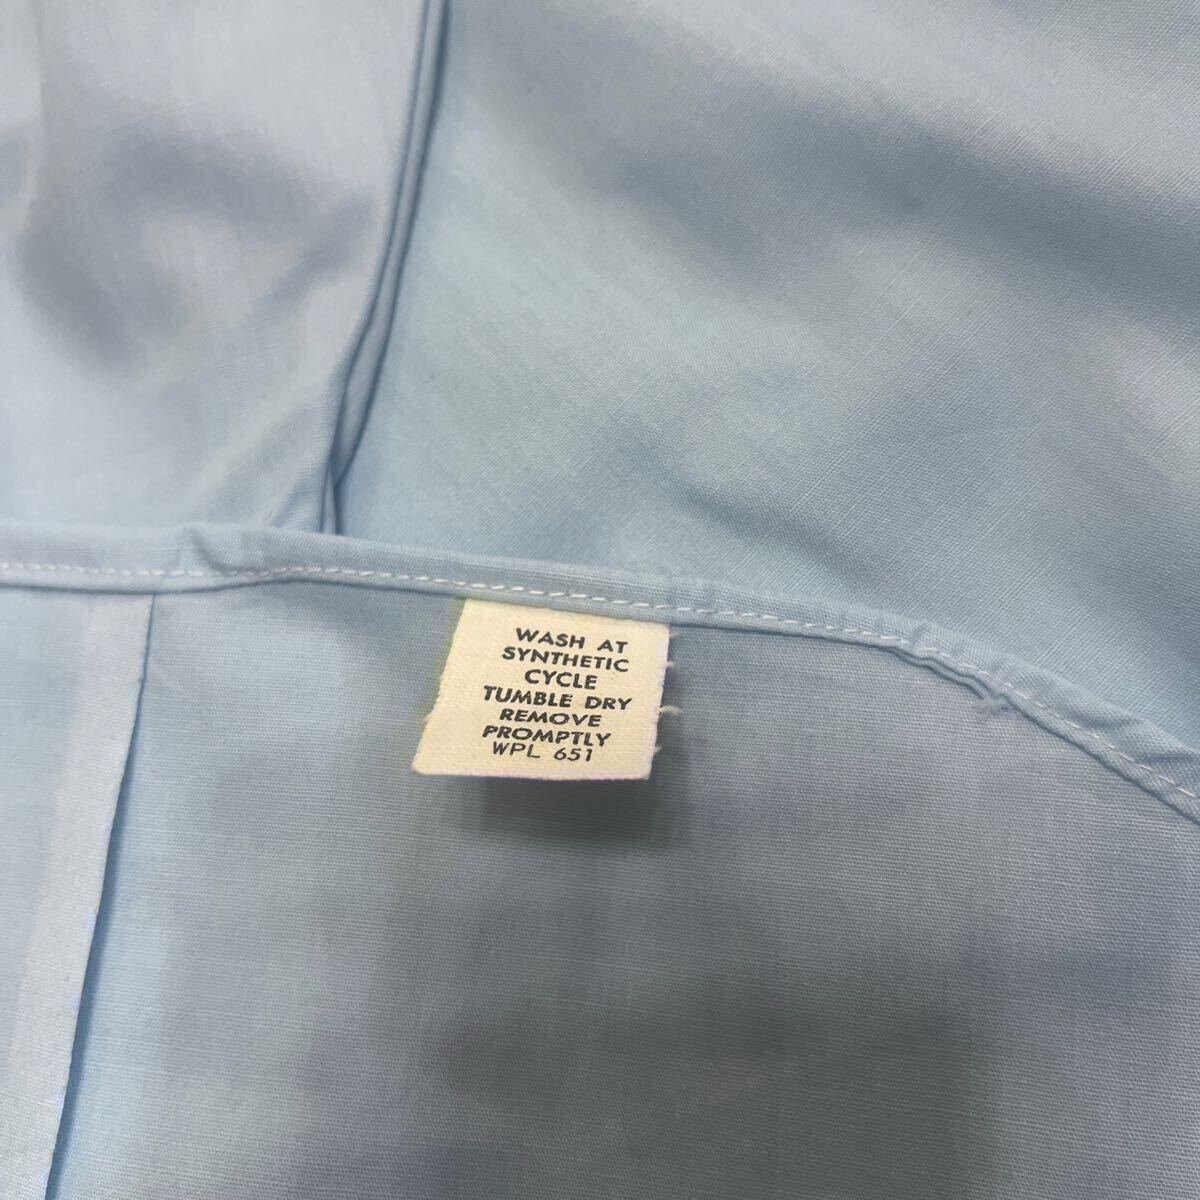 WASH AT
SYNTHETIC
CYCLE
TUMBLE DRY
REMOVE
PROMPTLY
WPL 651